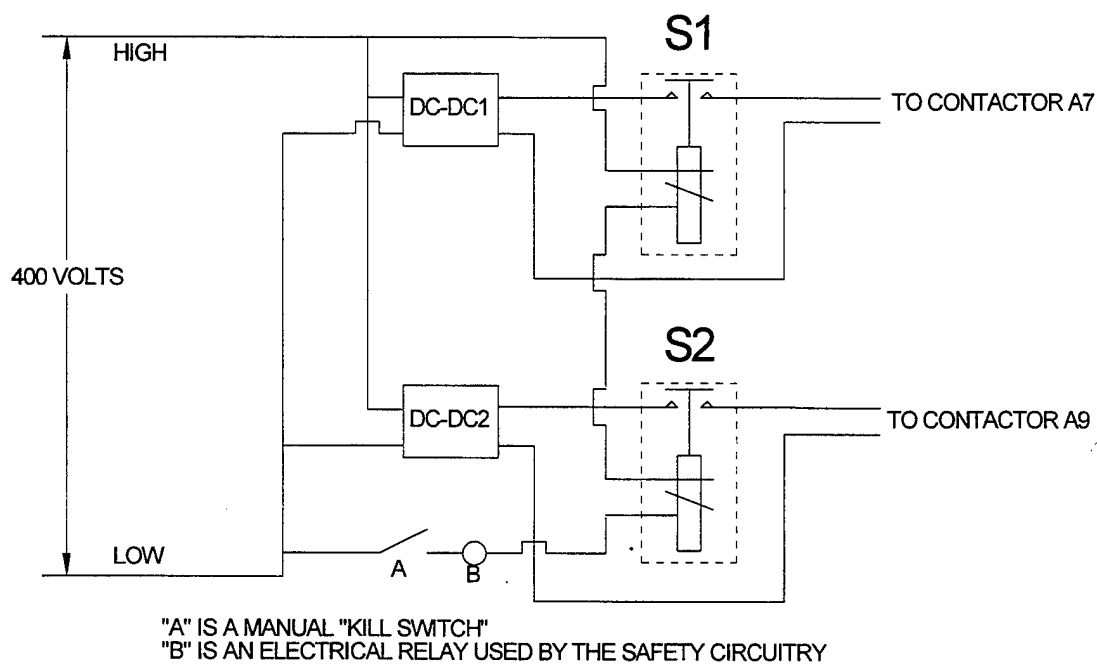 S1
HIGH
DC-DC1
TO CONTACTOR A7
400 VOLTS
S2
DC-DC2
TO CONTACTOR A9
LOW
A
B
"A" IS A MANUAL "KILL SWITCH"
"B" IS AN ELECTRICAL RELAY USED BY THE SAFETY CIRCUITRY